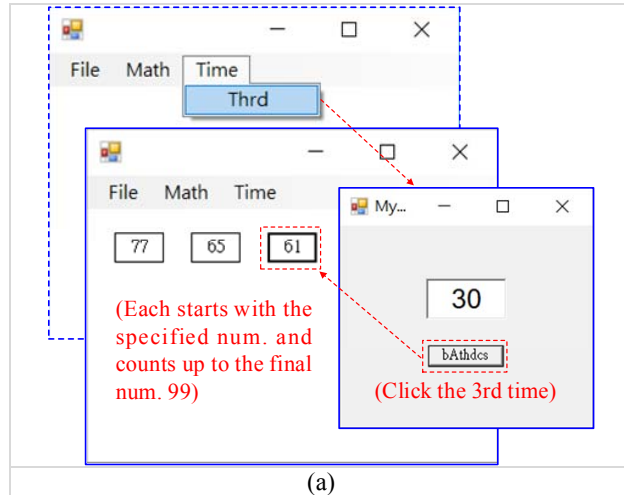 File Math Time
Thrd
File Math Time
My...
77 65 61
30
bAthdcs
(Each starts with the
specified num. and
counts up to the final
num. 99)
(Click the 3rd time)
(a)